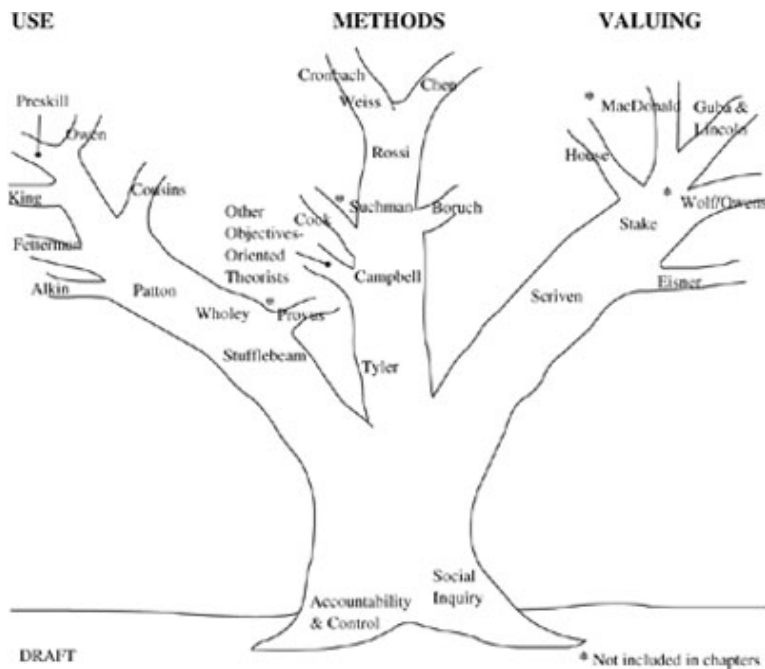 USE
METHODS
VALUING
Cronbach
Chen
Weiss
Rossi
* Suchman
Boruch
Cook
Campbell
Tyler
Other
Objectives-
Oriented
Theorists
Preskill
Owen
King
Cousins
Fetterman
Alkin
Patton
Wholey
* Provus
Stufflebeam
* MacDonald
Guba &
Lincoln
House
* Wolf/Owens
Stake
Eisner
Scriven
Accountability
& Control
Social
Inquiry
DRAFT
* Not included in chapters